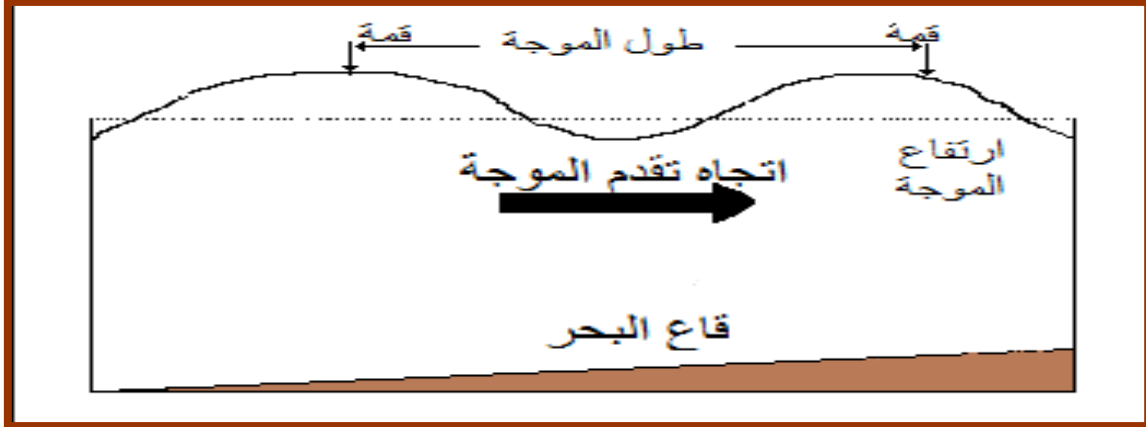 قمة
طول الموجة
قمة
ارتفاع
الموجة
اتجاه تقدم الموجة
قاع البحر